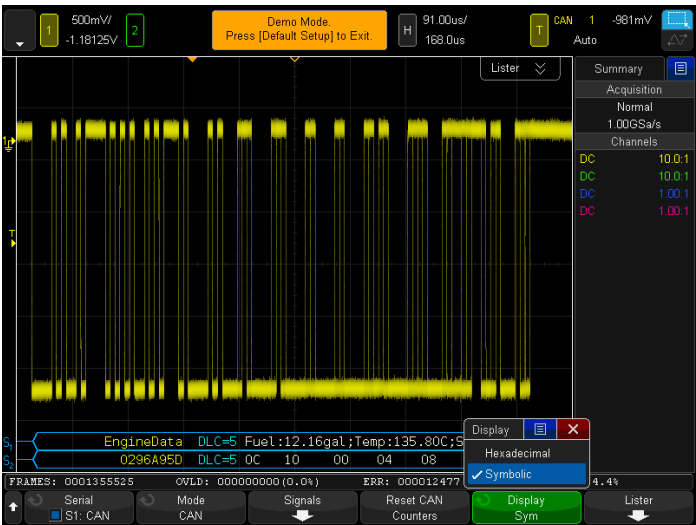 1 500mV/ -1.18125V
2
Demo Mode.
Press [Default Setup] to Exit.
H 91.00us/ 168.0us
T CAN 1 -981mV
Auto
Lister
Summary
Acquisition
Normal
1.00GSa/s
Channels
DC 10.0:1
DC 10.0:1
DC 1.00:1
DC 1.00:1
T
S1 EngineData DLC=5 Fuel:12.16gal;Temp:135.80C;S
S2 0296A95D DLC=5 0C 10 00 04 08
Display
Hexadecimal
Symbolic
FRAMES: 0001355525 OVLD: 000000000(0.0%) ERR: 000012477 4.4%
Serial
S1: CAN
Mode
CAN
Signals
Reset CAN
Counters
Display
Sym
Lister